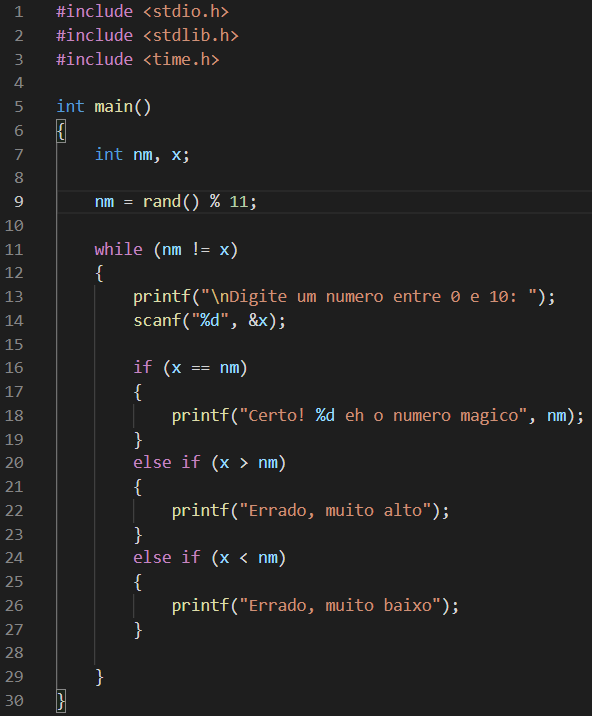 1 #include <stdio.h>
2 #include <stdlib.h>
3 #include <time.h>
4
5 int main()
6 {
7     int nm, x;
8
9     nm = rand() % 11;
10
11     while (nm != x)
12     {
13         printf("\nDigite um numero entre 0 e 10: ");
14         scanf("%d", &x);
15
16         if (x == nm)
17         {
18             printf("Certo! %d eh o numero magico", nm);
19         }
20         else if (x > nm)
21         {
22             printf("Errado, muito alto");
23         }
24         else if (x < nm)
25         {
26             printf("Errado, muito baixo");
27         }
28
29     }
30 }